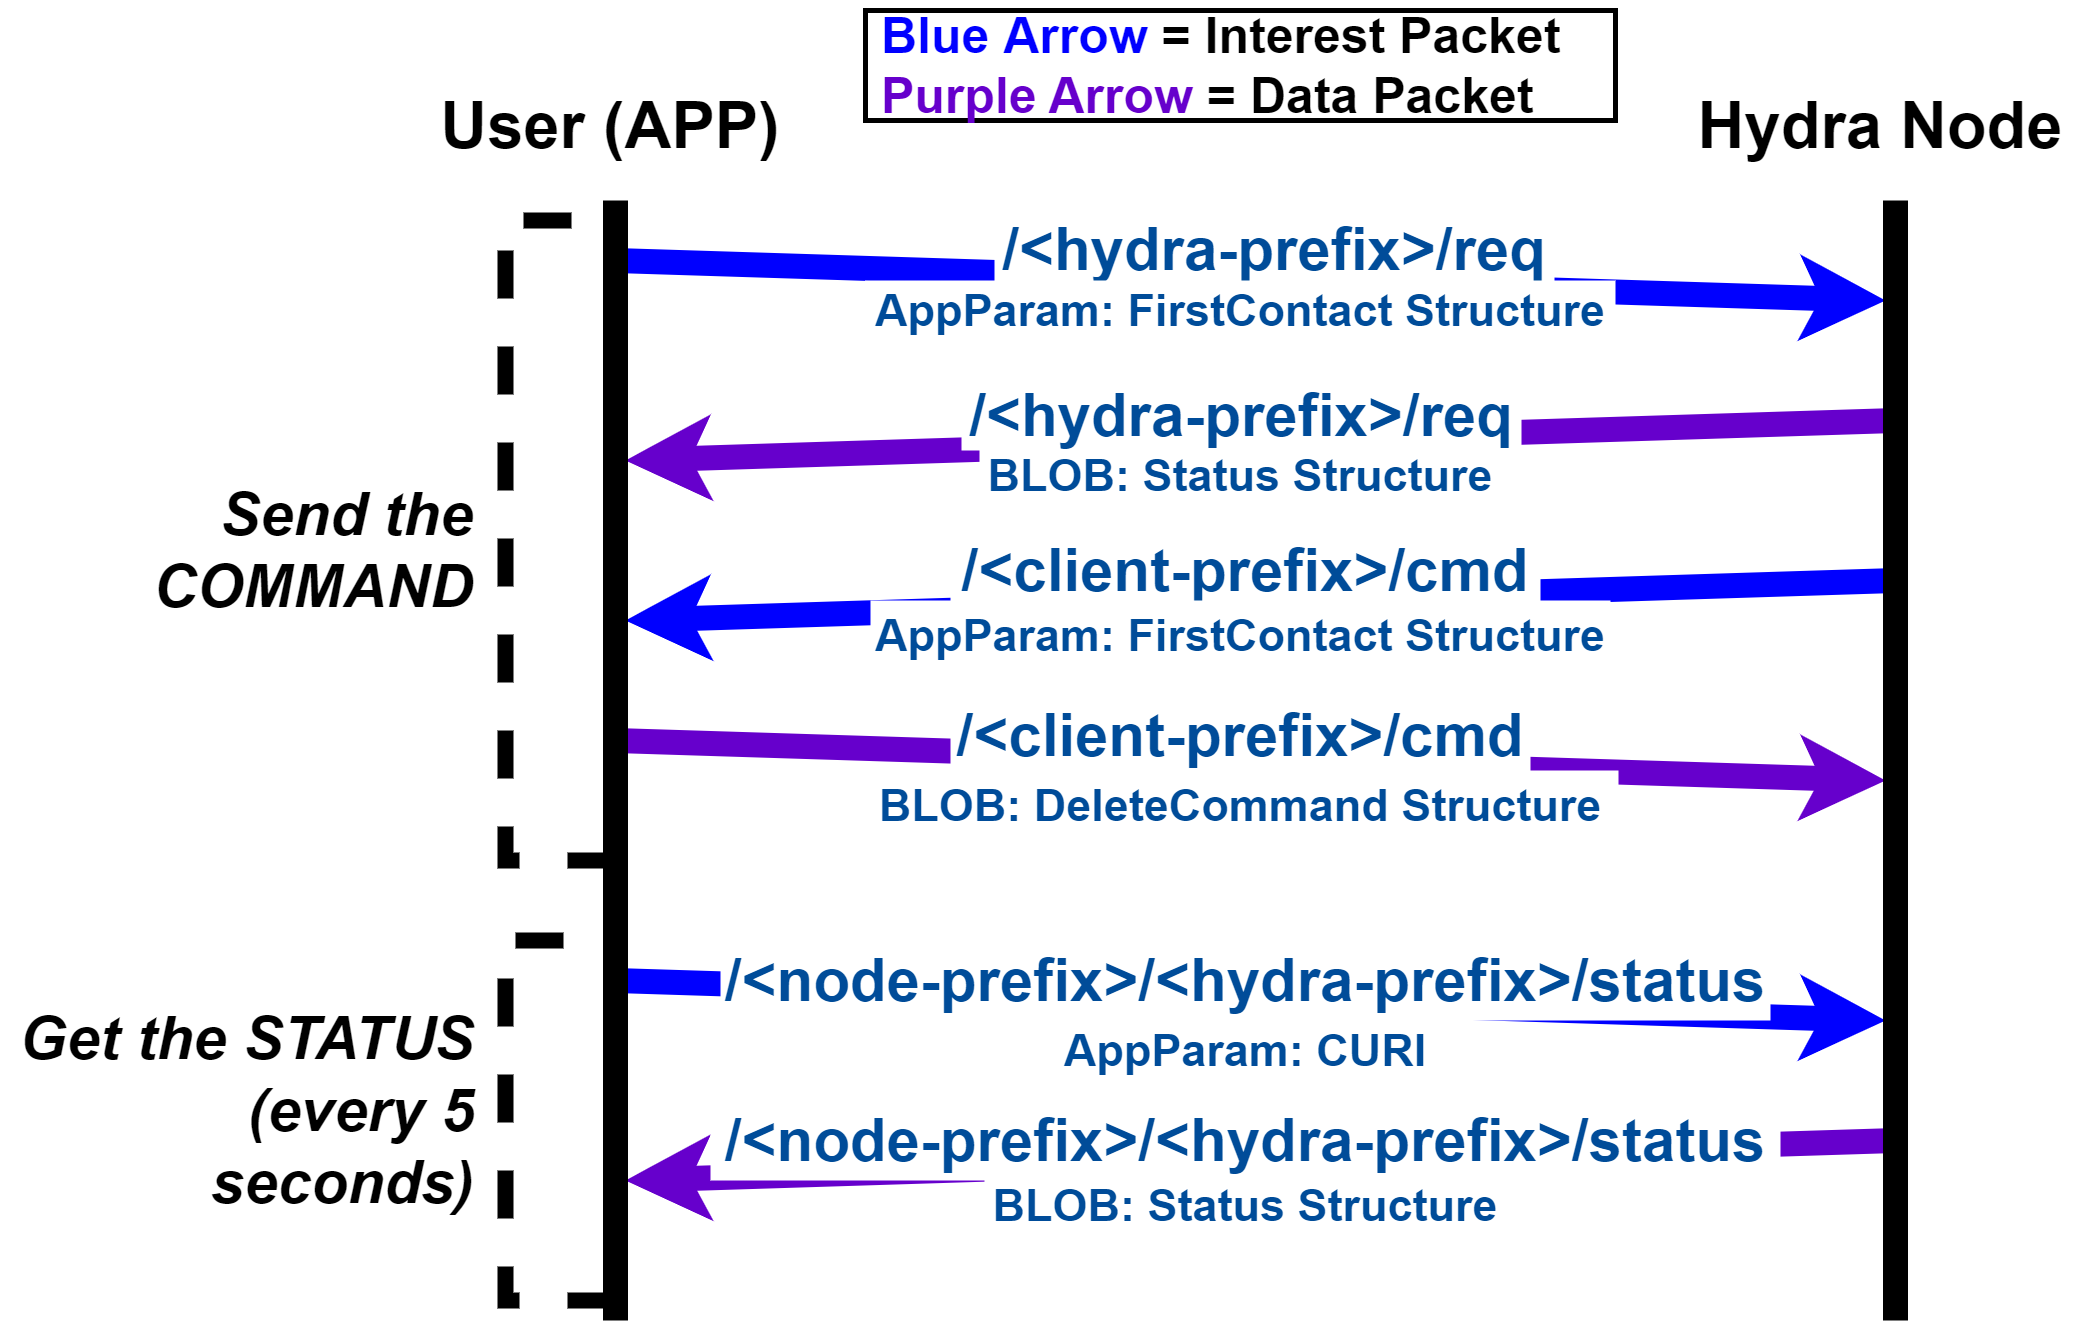 Blue Arrow = Interest Packet
Purple Arrow = Data Packet
User (APP)
Hydra Node
/<hydra-prefix>/req
AppParam: FirstContact Structure
/<hydra-prefix>/req
BLOB: Status Structure
Send the
COMMAND
/<client-prefix>/cmd
AppParam: FirstContact Structure
/<client-prefix>/cmd
BLOB: DeleteCommand Structure
Get the STATUS
(every 5
seconds)
/<node-prefix>/<hydra-prefix>/status
AppParam: CURI
/<node-prefix>/<hydra-prefix>/status
BLOB: Status Structure